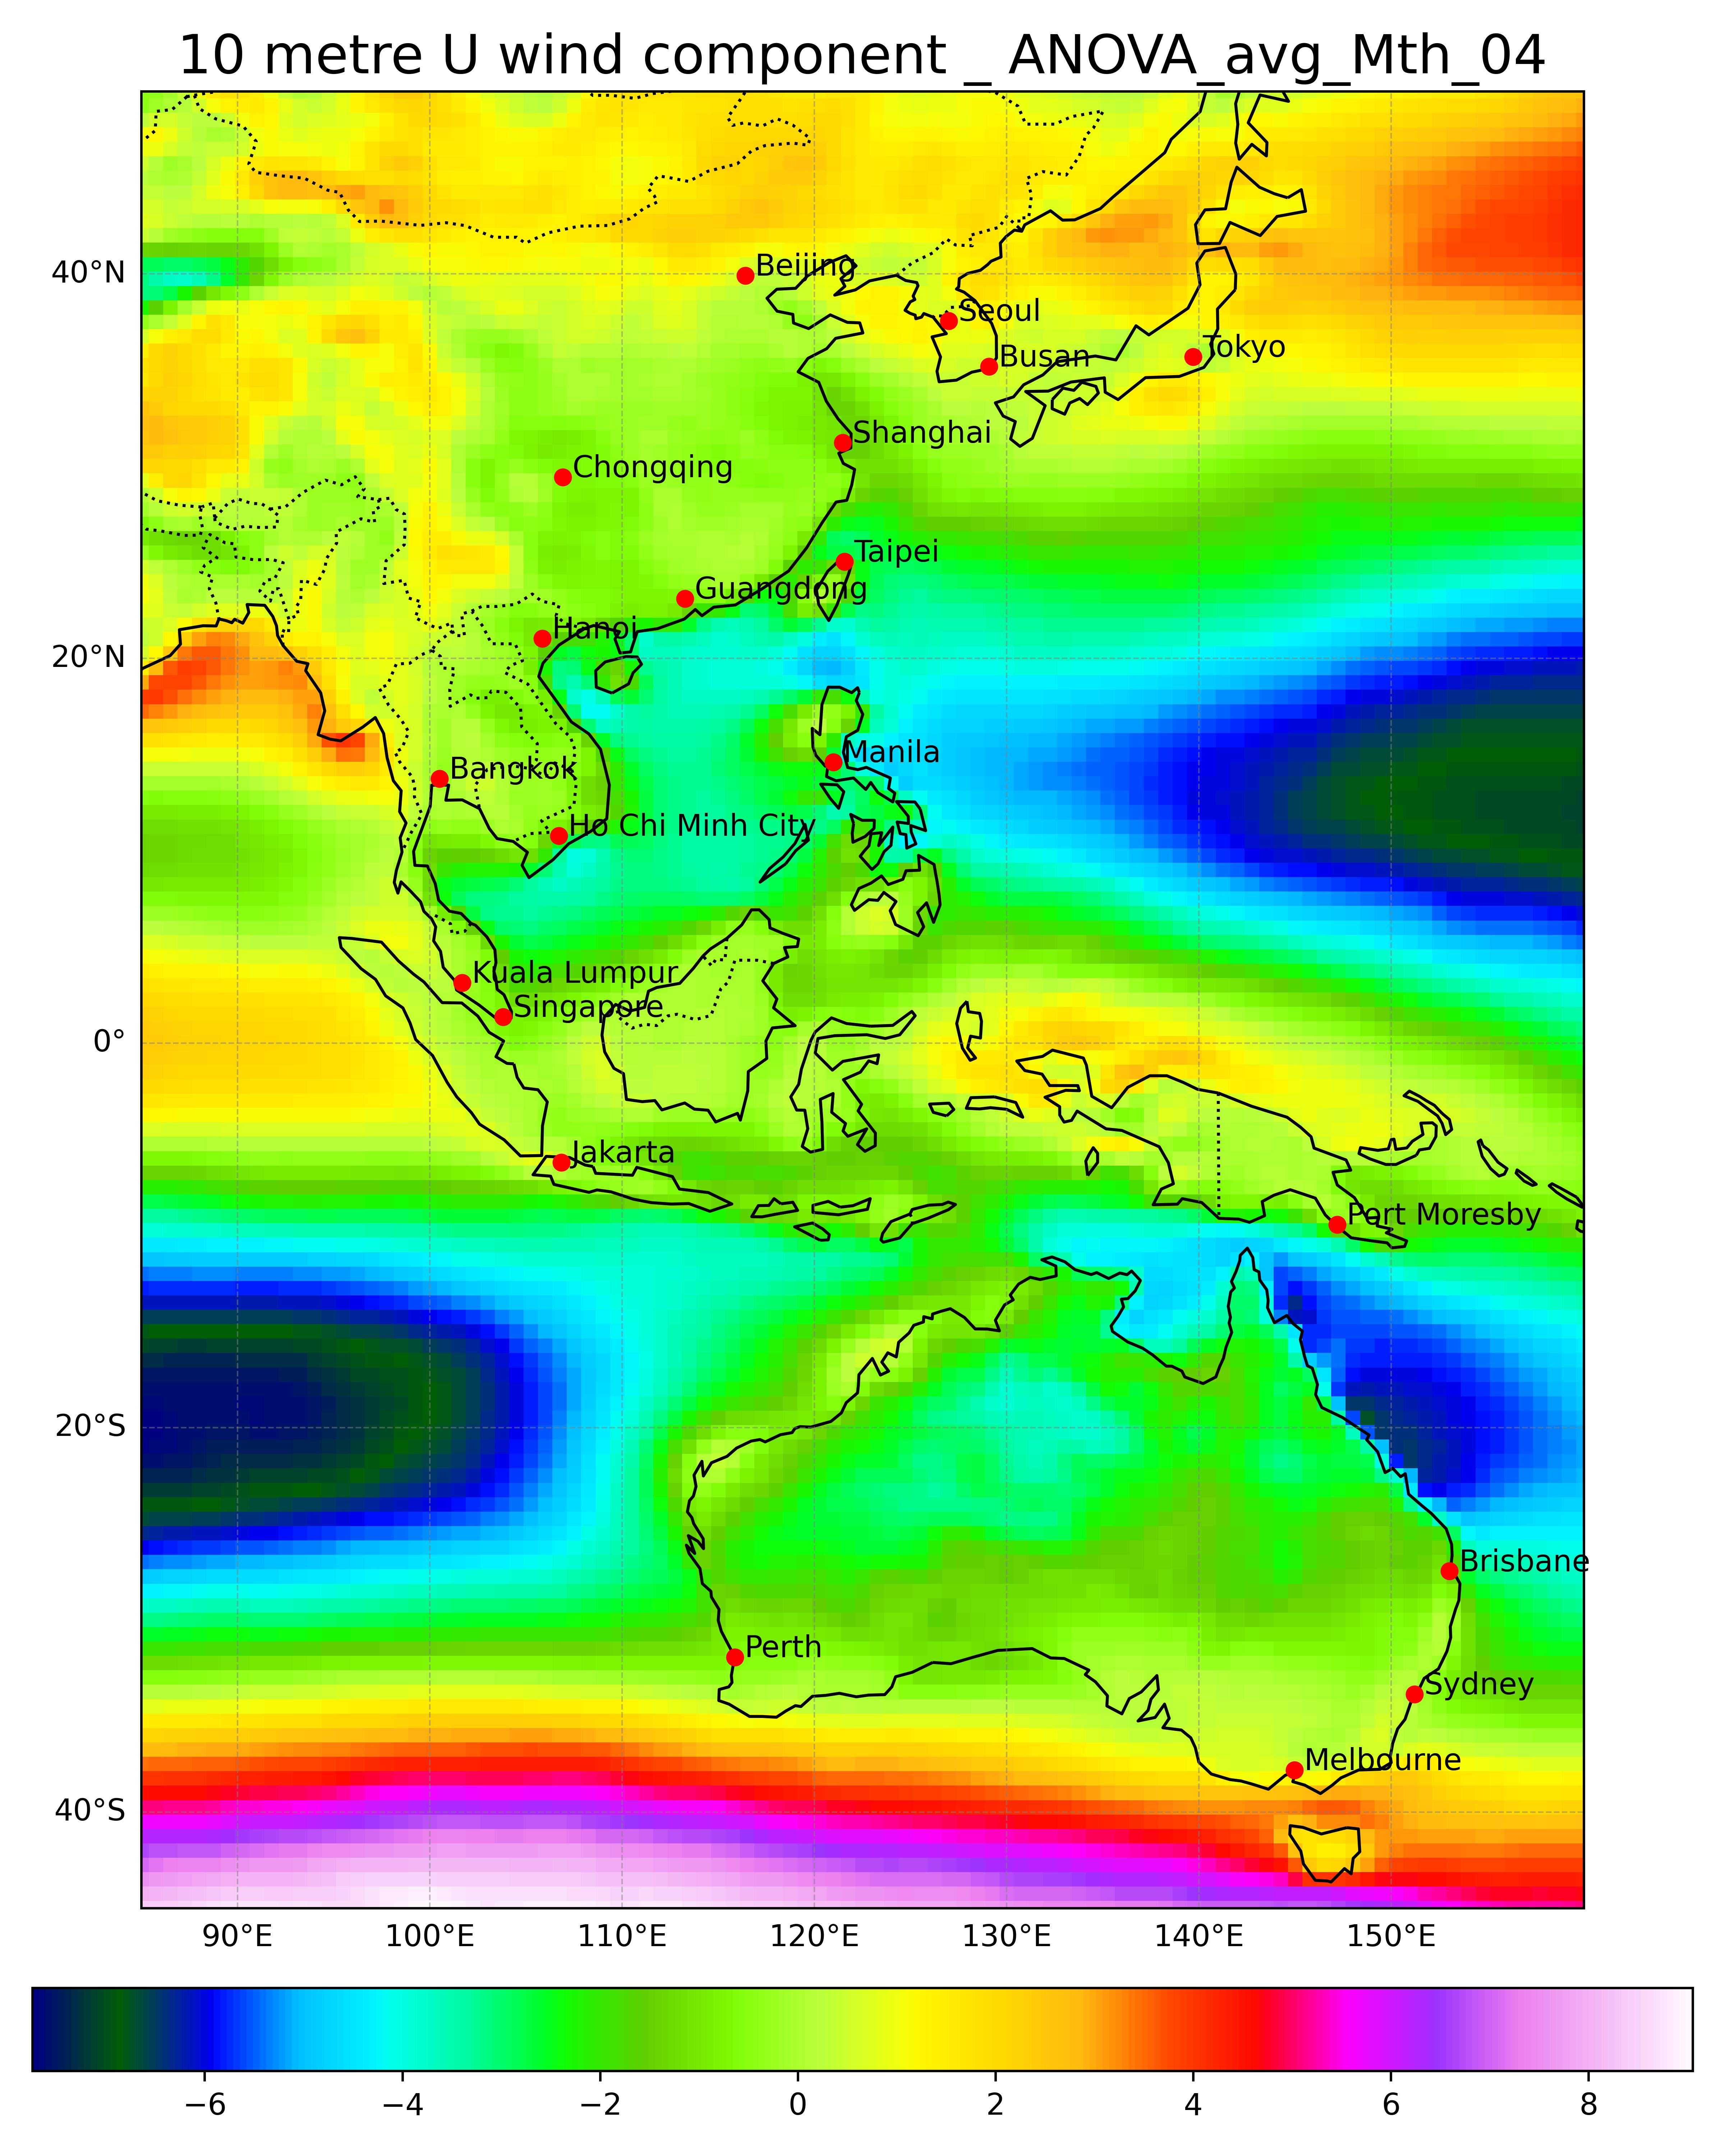 10 metre U wind component _ ANOVA_avg_Mth_04
40°N
20°N
0°
20°S
40°S
Beijing
Seoul
Busan
Tokyo
Shanghai
Chongqing
Taipei
Guangdong
Hanoi
Manila
Bangkok
Ho Chi Minh City
Kuala Lumpur
Singapore
Jakarta
Port Moresby
Brisbane
Perth
Sydney
Melbourne
90°E 100°E 110°E 120°E 130°E 140°E 150°E
−6 −4 −2 0 2 4 6 8